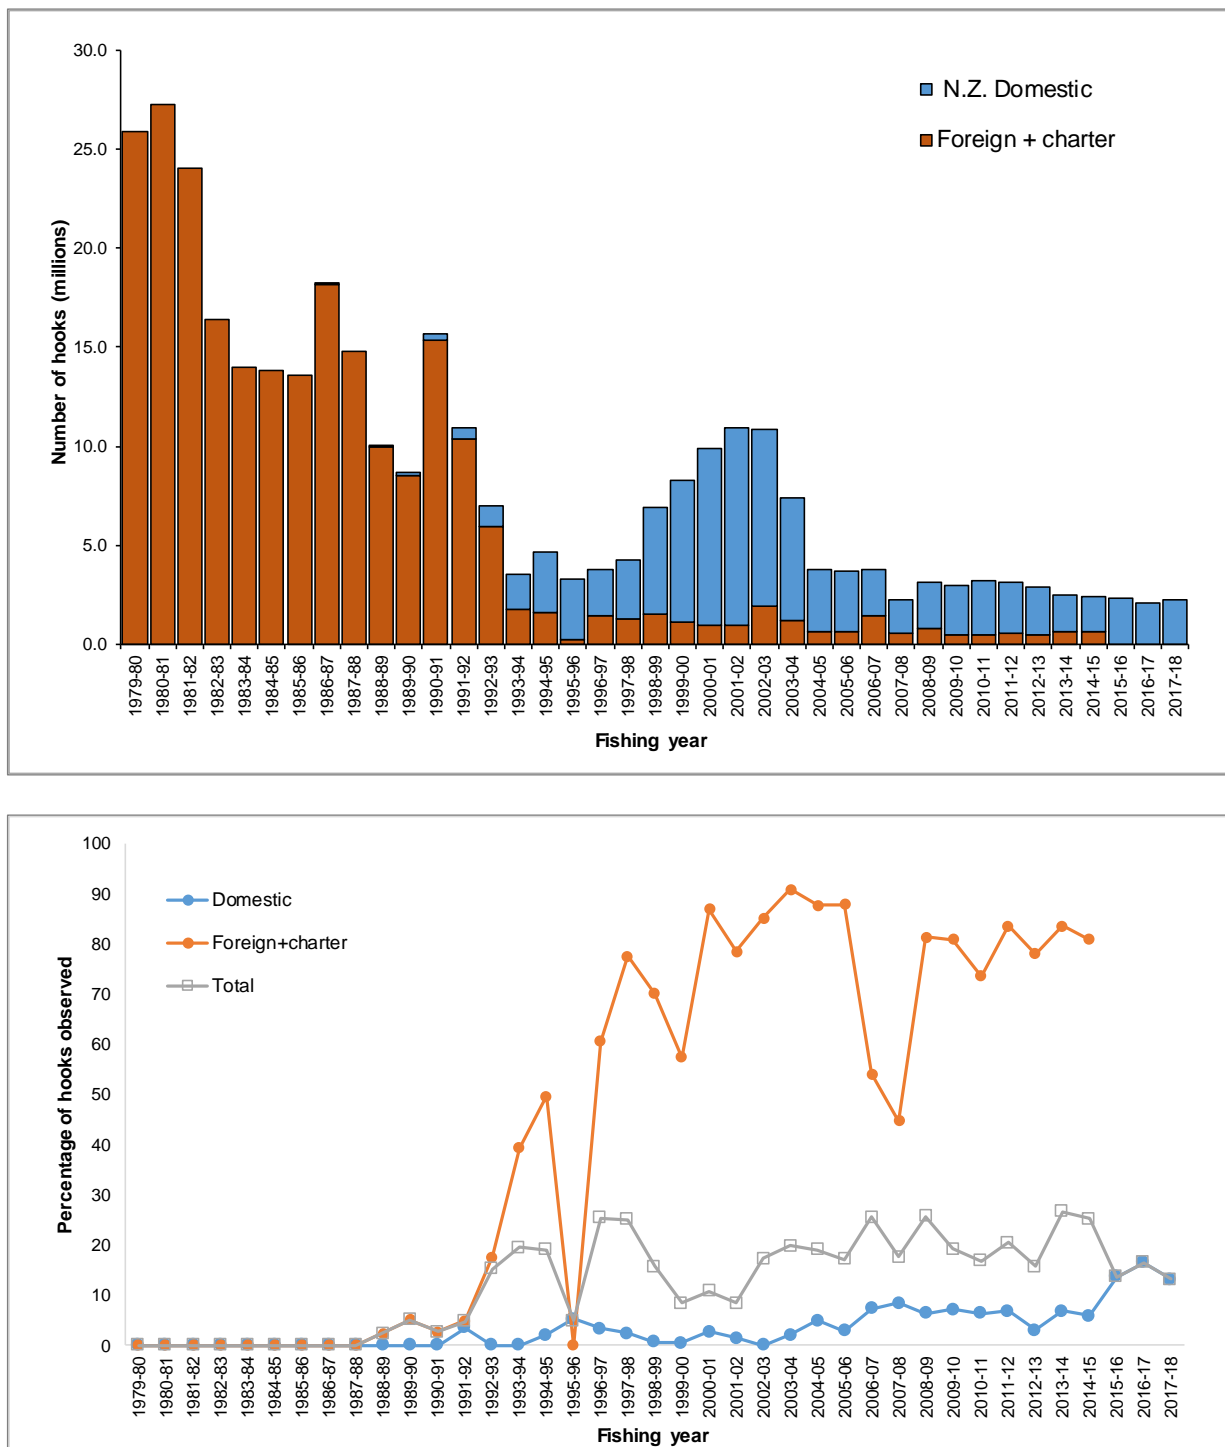 30.0
25.0
20.0
15.0
10.0
5.0
0.0
Number of hooks (millions)
N.Z. Domestic
Foreign + charter
1979-80 1980-81 1981-82 1982-83 1983-84 1984-85 1985-86 1986-87 1987-88 1988-89 1989-90 1990-91 1991-92 1992-93 1993-94 1994-95 1995-96 1996-97 1997-98 1998-99 1999-00 2000-01 2001-02 2002-03 2003-04 2004-05 2005-06 2006-07 2007-08 2008-09 2009-10 2010-11 2011-12 2012-13 2013-14 2014-15 2015-16 2016-17 2017-18
Fishing year
100
90
80
70
60
50
40
30
20
10
0
Percentage of hooks observed
Domestic
Foreign+charter
Total
1979-80 1980-81 1981-82 1982-83 1983-84 1984-85 1985-86 1986-87 1987-88 1988-89 1989-90 1990-91 1991-92 1992-93 1993-94 1994-95 1995-96 1996-97 1997-98 1998-99 1999-00 2000-01 2001-02 2002-03 2003-04 2004-05 2005-06 2006-07 2007-08 2008-09 2009-10 2010-11 2011-12 2012-13 2013-14 2014-15 2015-16 2016-17 2017-18
Fishing year